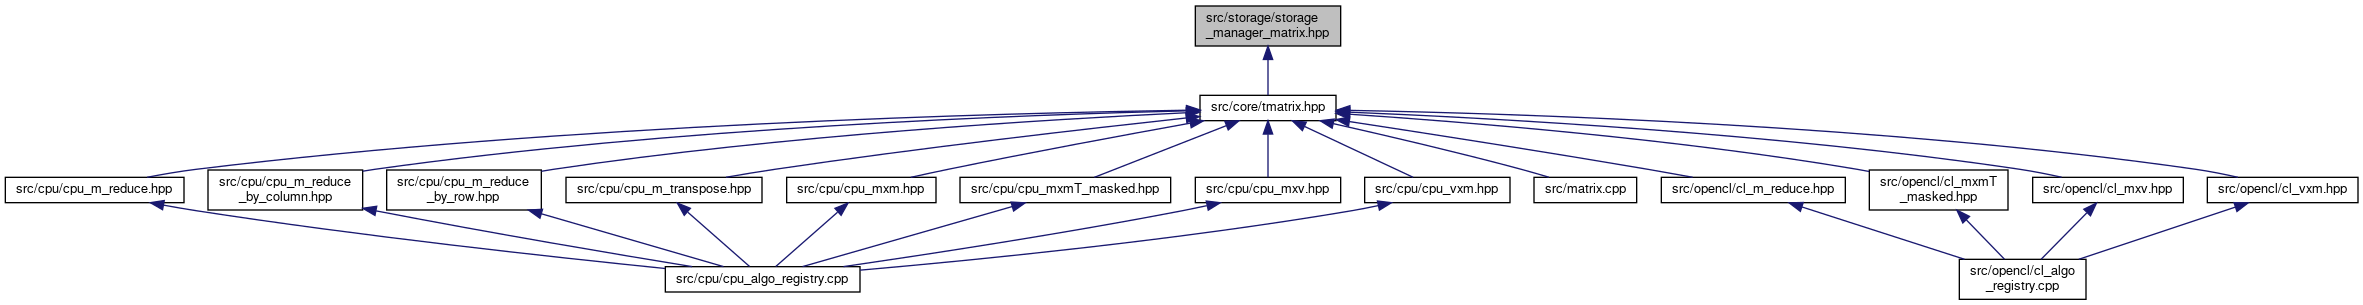 src/storage/storage
_manager_matrix.hpp
src/core/tmatrix.hpp
src/cpu/cpu_m_reduce.hpp
src/cpu/cpu_m_reduce
_by_column.hpp
src/cpu/cpu_m_reduce
_by_row.hpp
src/cpu/cpu_m_transpose.hpp
src/cpu/cpu_mxm.hpp
src/cpu/cpu_mxmT_masked.hpp
src/cpu/cpu_mxv.hpp
src/cpu/cpu_vxm.hpp
src/matrix.cpp
src/opencl/cl_m_reduce.hpp
src/opencl/cl_mxmT
_masked.hpp
src/opencl/cl_mxv.hpp
src/opencl/cl_vxm.hpp
src/cpu/cpu_algo_registry.cpp
src/opencl/cl_algo
_registry.cpp